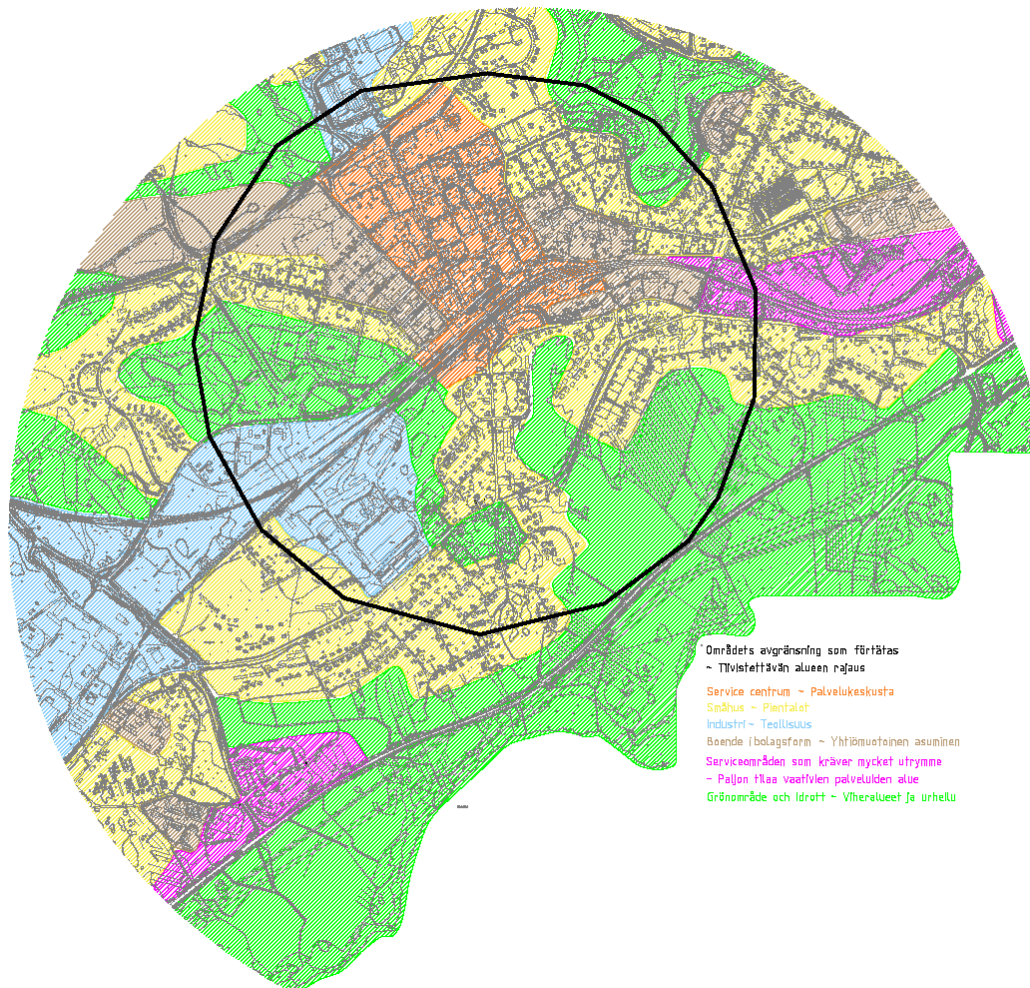 Områdets avgränsning som förtätas
~ Tiivistettävän alueen rajaus
Service centrum ~ Palvelukeskusta
Småhus ~ Pientalot
Industri ~ Teollisuus
Boende i bolagsform ~ Yhtiömuotoinen asuminen
Serviceområden som kräver mycket utrymme
~ Paljon tilaa vaativien palveluiden alue
Grönområde och idrott ~ Viheralueet ja urheilu